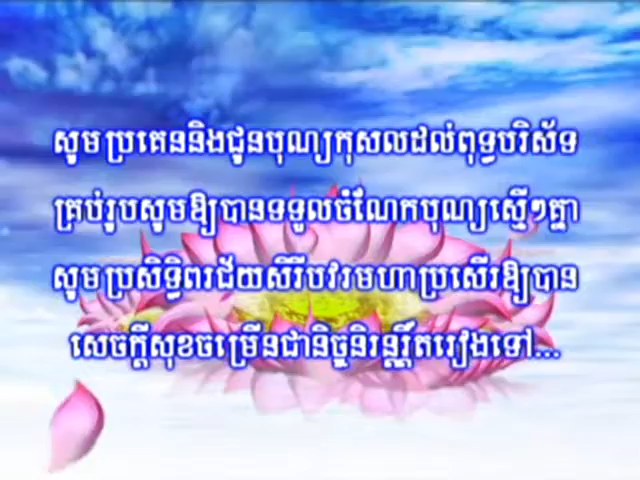 សូមប្រគេននិងជូនបុណ្យកុសលដល់ពុទ្ធបរិស័ទ
គ្រប់រូបសូមឱ្យបានទទួលចំណែកបុណ្យស្មើៗគ្នា
សូមប្រសិទ្ធិពរជ័យសិរីបវរមហាប្រសើរឱ្យបាន
សេចក្ដីសុខចម្រើនជានិច្ចនិរន្ដរ៍តរៀងទៅ...